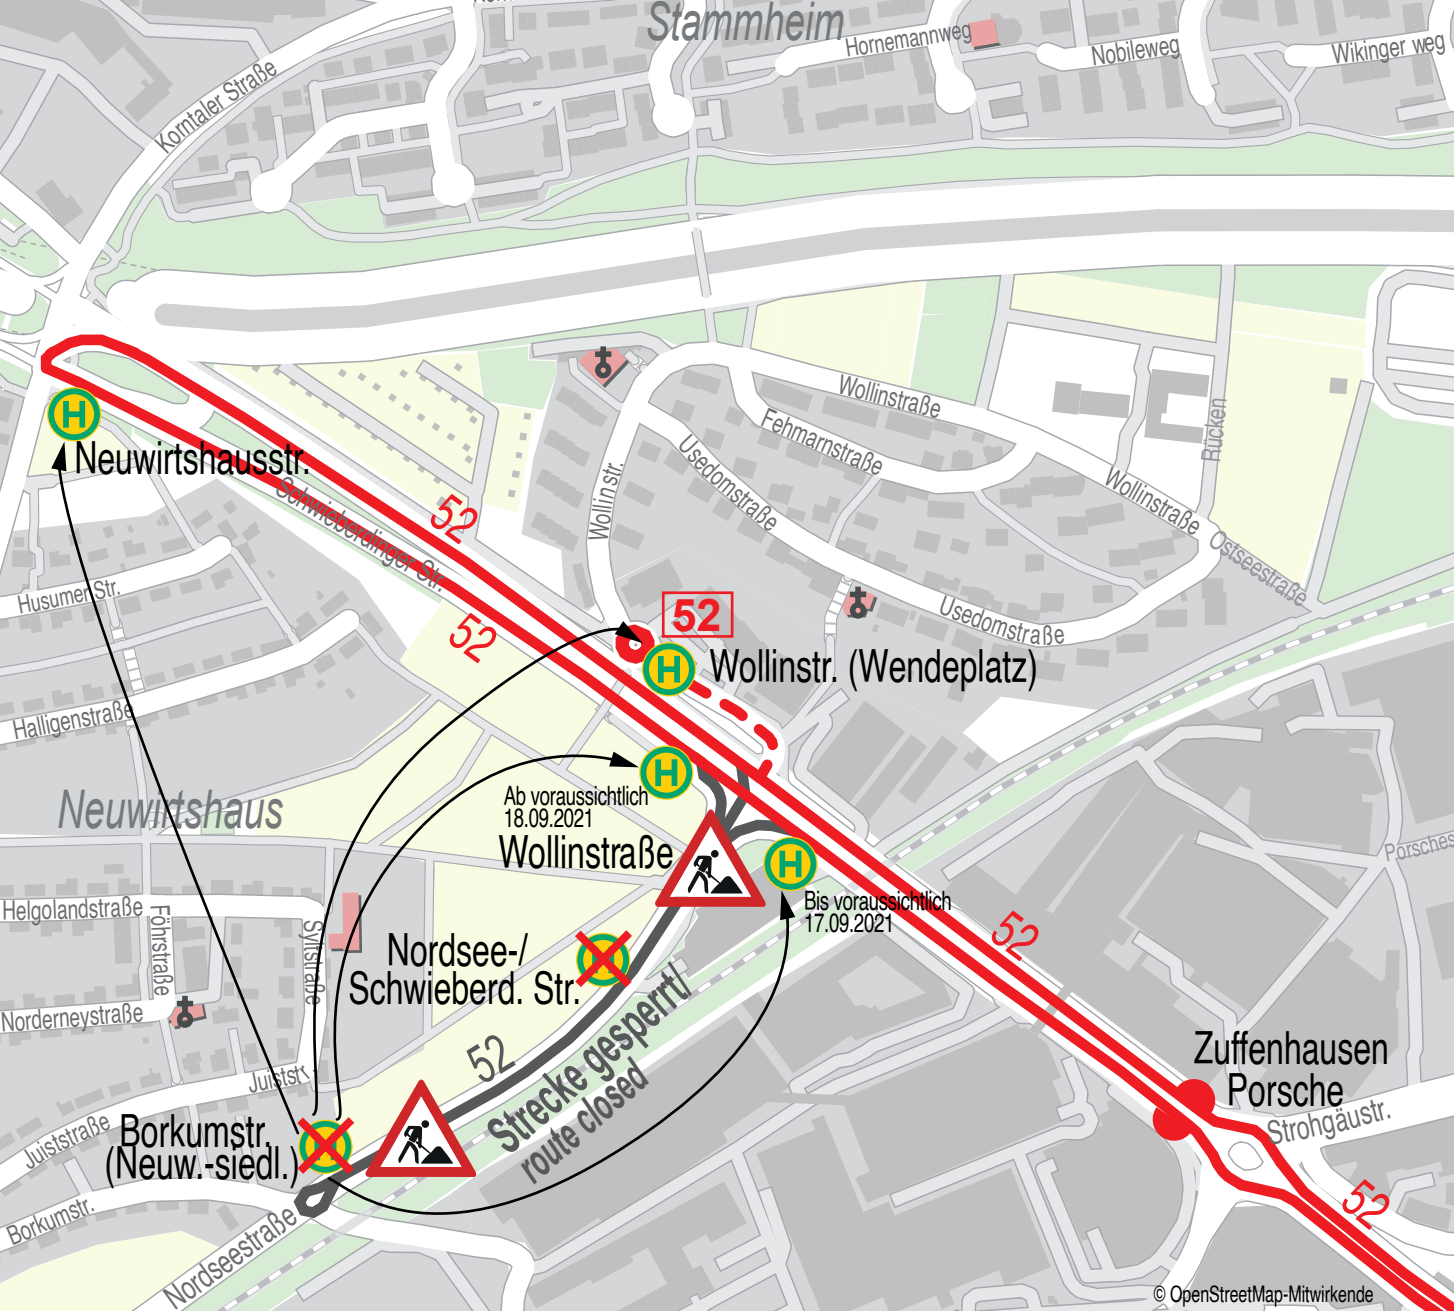 Stammheim
Hornemannweg
Nobileweg
Wikinger weg
Korntaler Straße
H
Neuwirtshausstr.
Schwieberdinger Str.
52
52
Wollinstraße
Fehmarnstraße
Usedomstraße
Wollinstr.
Rücken
Wollinstraße
Ostseestraße
Usedomstraße
Husumer Str.
Halligenstraße
52
H
Wollinstr. (Wendeplatz)
H
Ab voraussichtlich
18.09.2021
Wollinstraße
Neuwirtshaus
H
Bis voraussichtlich
17.09.2021
Helgolandstraße
Föhrstraße
Syltstraße
Norderneystraße
Nordsee-/
Schwieberd. Str.
52
52
Strecke gesperrt/
route closed
Zuffenhausen
Porsche
Strohgäustr.
Juiststr.
Juiststraße
Borkumstr.
(Neuw.-siedl.)
Borkumstr.
Nordseestraße
52
© OpenStreetMap-Mitwirkende